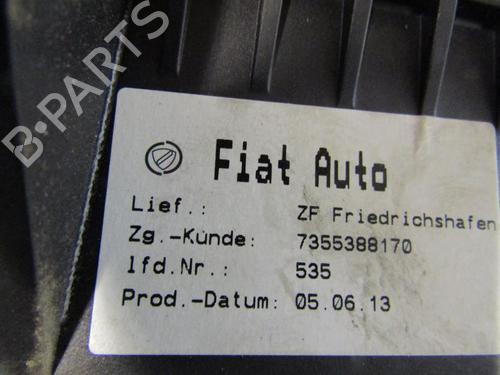 B-PARTS
Fiat Auto
Lief.: ZF Friedrichshafen
Zg.-Kunde: 7355388170
lfd.Nr.: 535
Prod.-Datum: 05.06.13